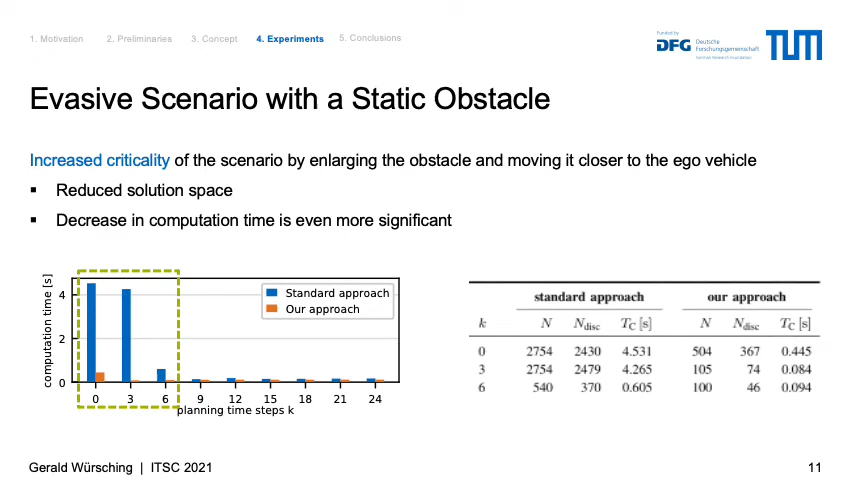 1. Motivation 2. Preliminaries 3. Concept 4. Experiments 5. Conclusions
Funded by
DFG Deutsche
Forschungsgemeinschaft
German Research Foundation
TUM
Evasive Scenario with a Static Obstacle
Increased criticality of the scenario by enlarging the obstacle and moving it closer to the ego vehicle
▪ Reduced solution space
▪ Decrease in computation time is even more significant
computation time [s]
4
2
0
Standard approach
Our approach
0 3 6 9 12 15 18 21 24
planning time steps k
standard approach our approach
k N Ndisc TC [s] N Ndisc TC [s]
0 2754 2430 4.531 504 367 0.445
3 2754 2479 4.265 105 74 0.084
6 540 370 0.605 100 46 0.094
Gerald Würsching | ITSC 2021
11